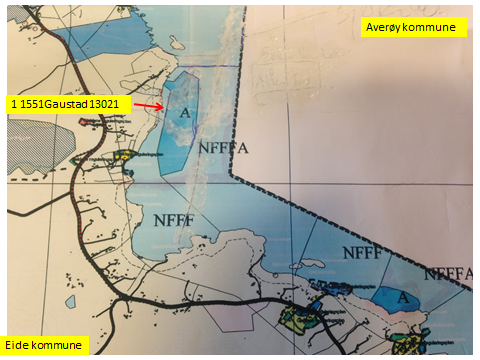 Averøy kommune
1 1551Gaustad13021
A
NFFFA
NFFF
NFFF
NFFFA
A
Eide kommune